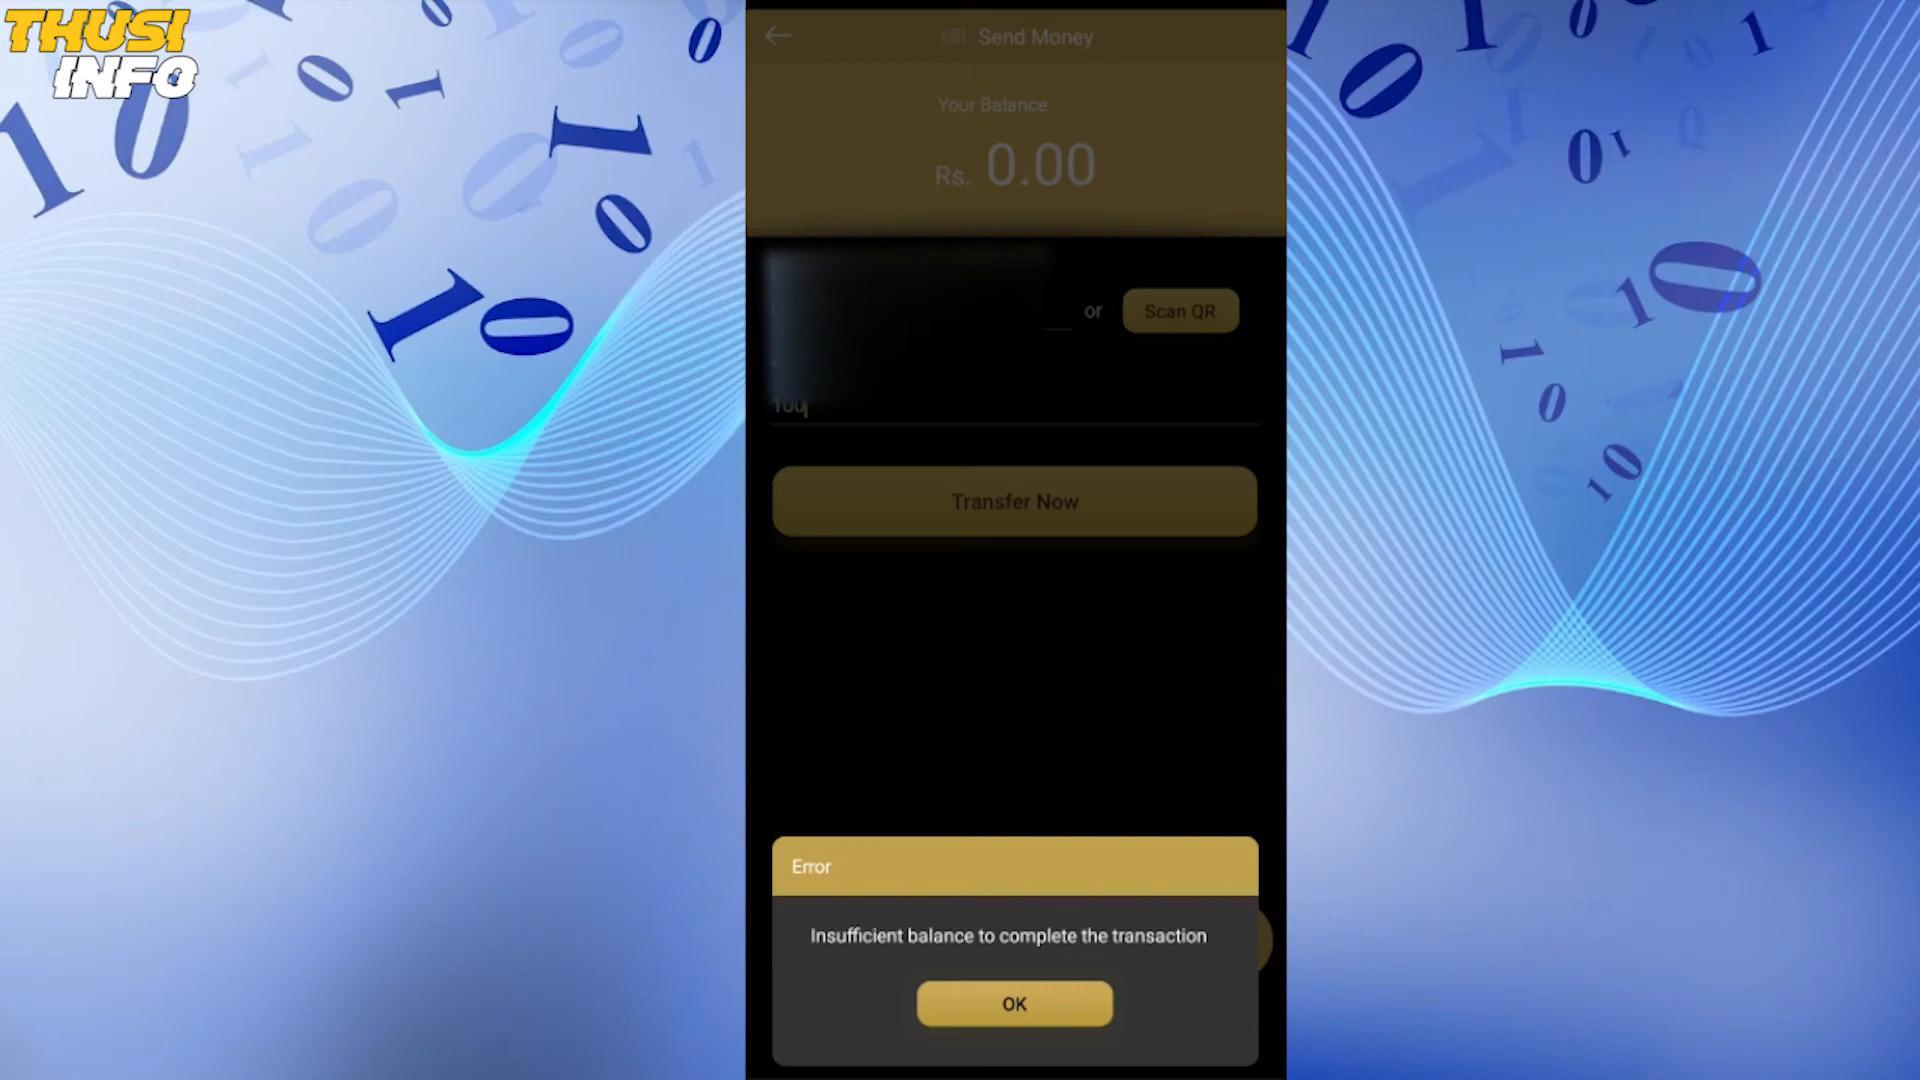 THUSI
INFO
Send Money
Your Balance
Rs. 0.00
or
Scan QR
100
Transfer Now
Error
Insufficient balance to complete the transaction
OK